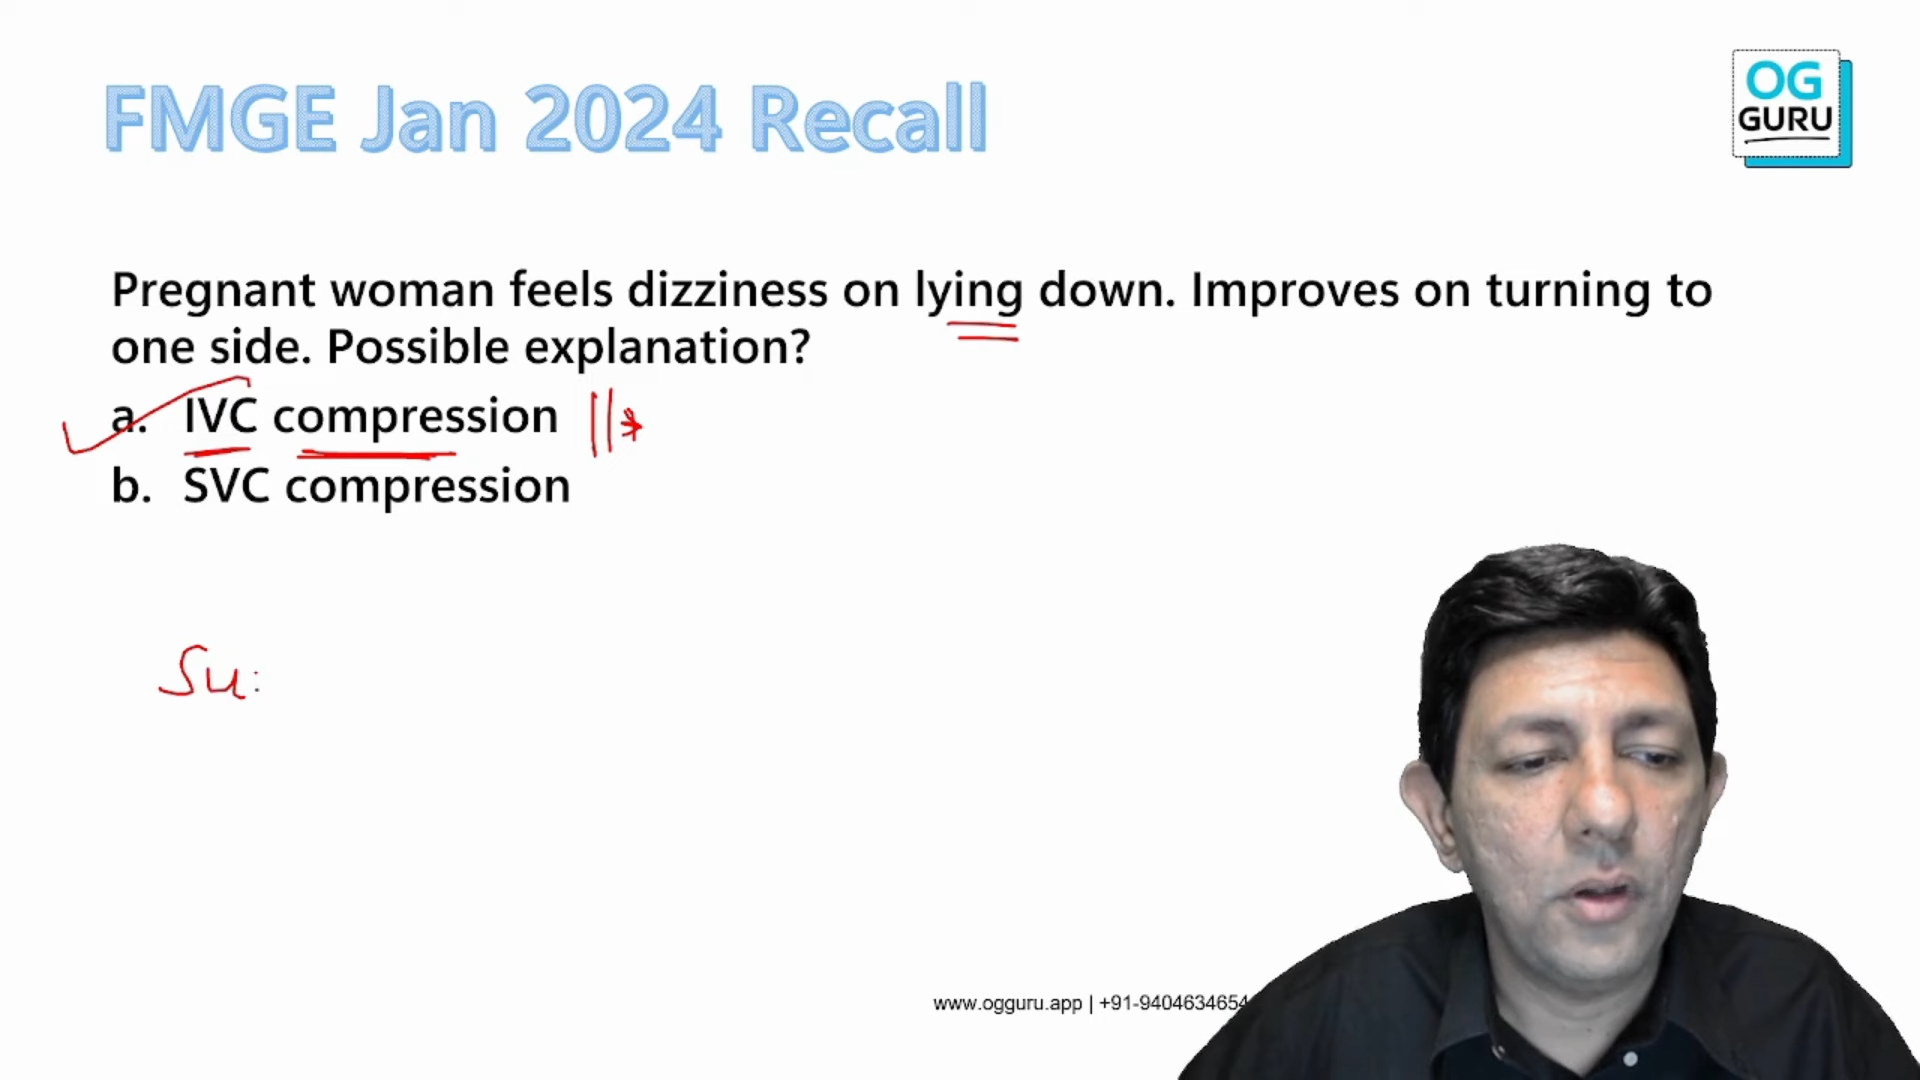 FMGE Jan 2024 Recall
OG
GURU
Pregnant woman feels dizziness on lying down. Improves on turning to
one side. Possible explanation?
a. IVC compression
b. SVC compression
Su
www.ogguru.app | +91-9404634654